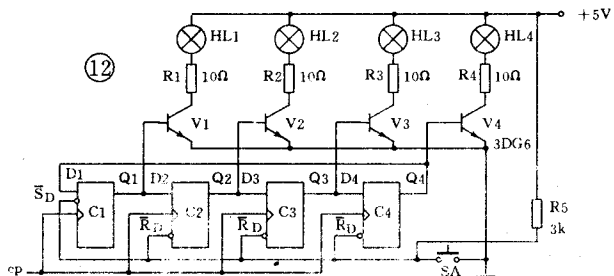 +5V
HL1 HL2 HL3 HL4
⑫ R1 10Ω R2 10Ω R3 10Ω R4 10Ω
V1 V2 V3 V4
3DG6
D1 Q1 D2 Q2 D3 Q3 D4 Q4
S̅D R̅D R̅D R̅D
C1 C2 C3 C4
R5
3k
cp SA